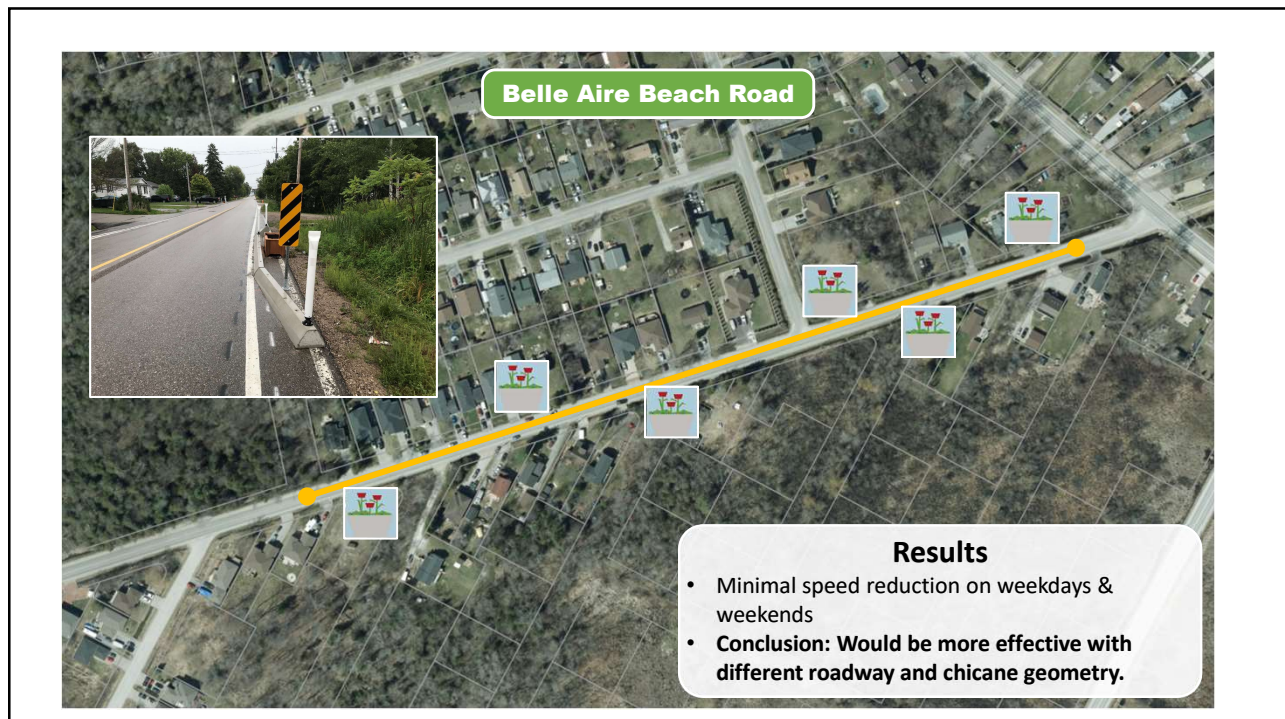 Belle Aire Beach Road
Results
• Minimal speed reduction on weekdays &
weekends
• Conclusion: Would be more effective with
different roadway and chicane geometry.